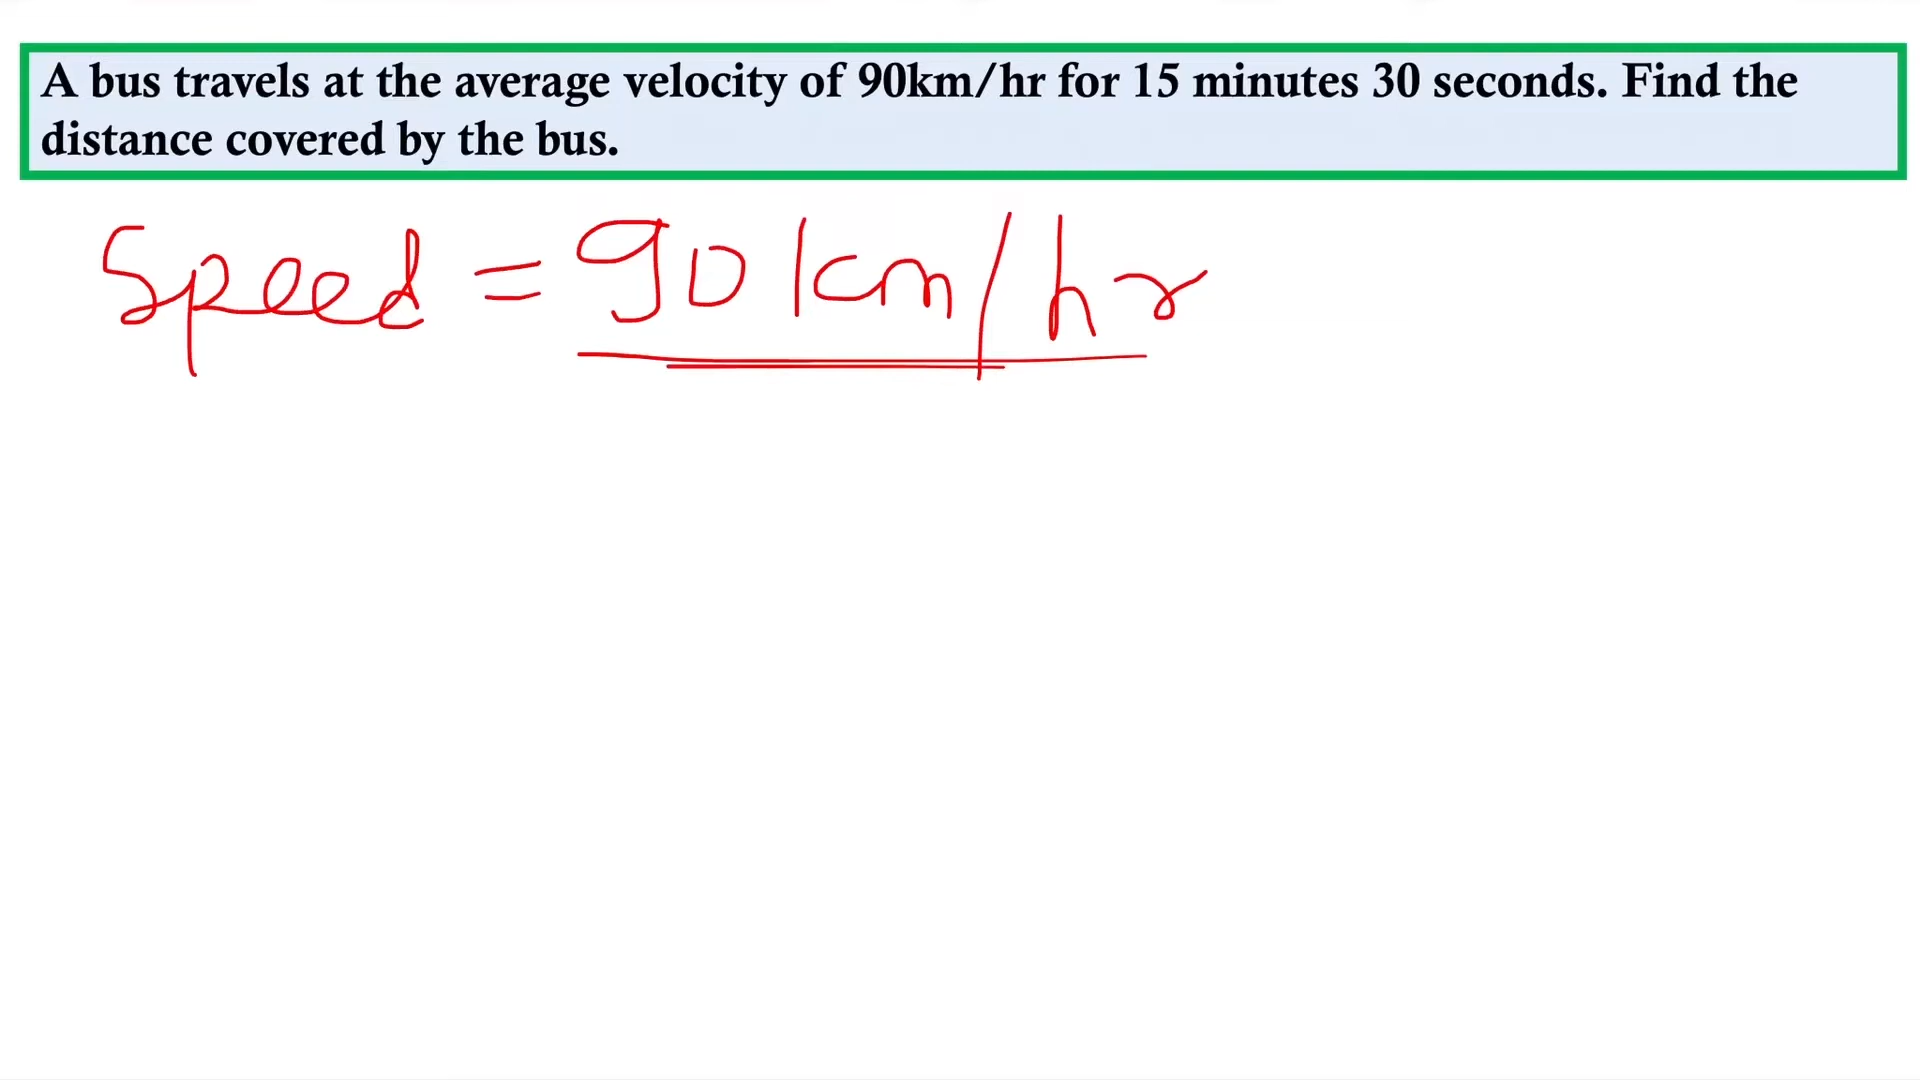 A bus travels at the average velocity of 90km/hr for 15 minutes 30 seconds. Find the
distance covered by the bus.
Speed = 90 km/hr